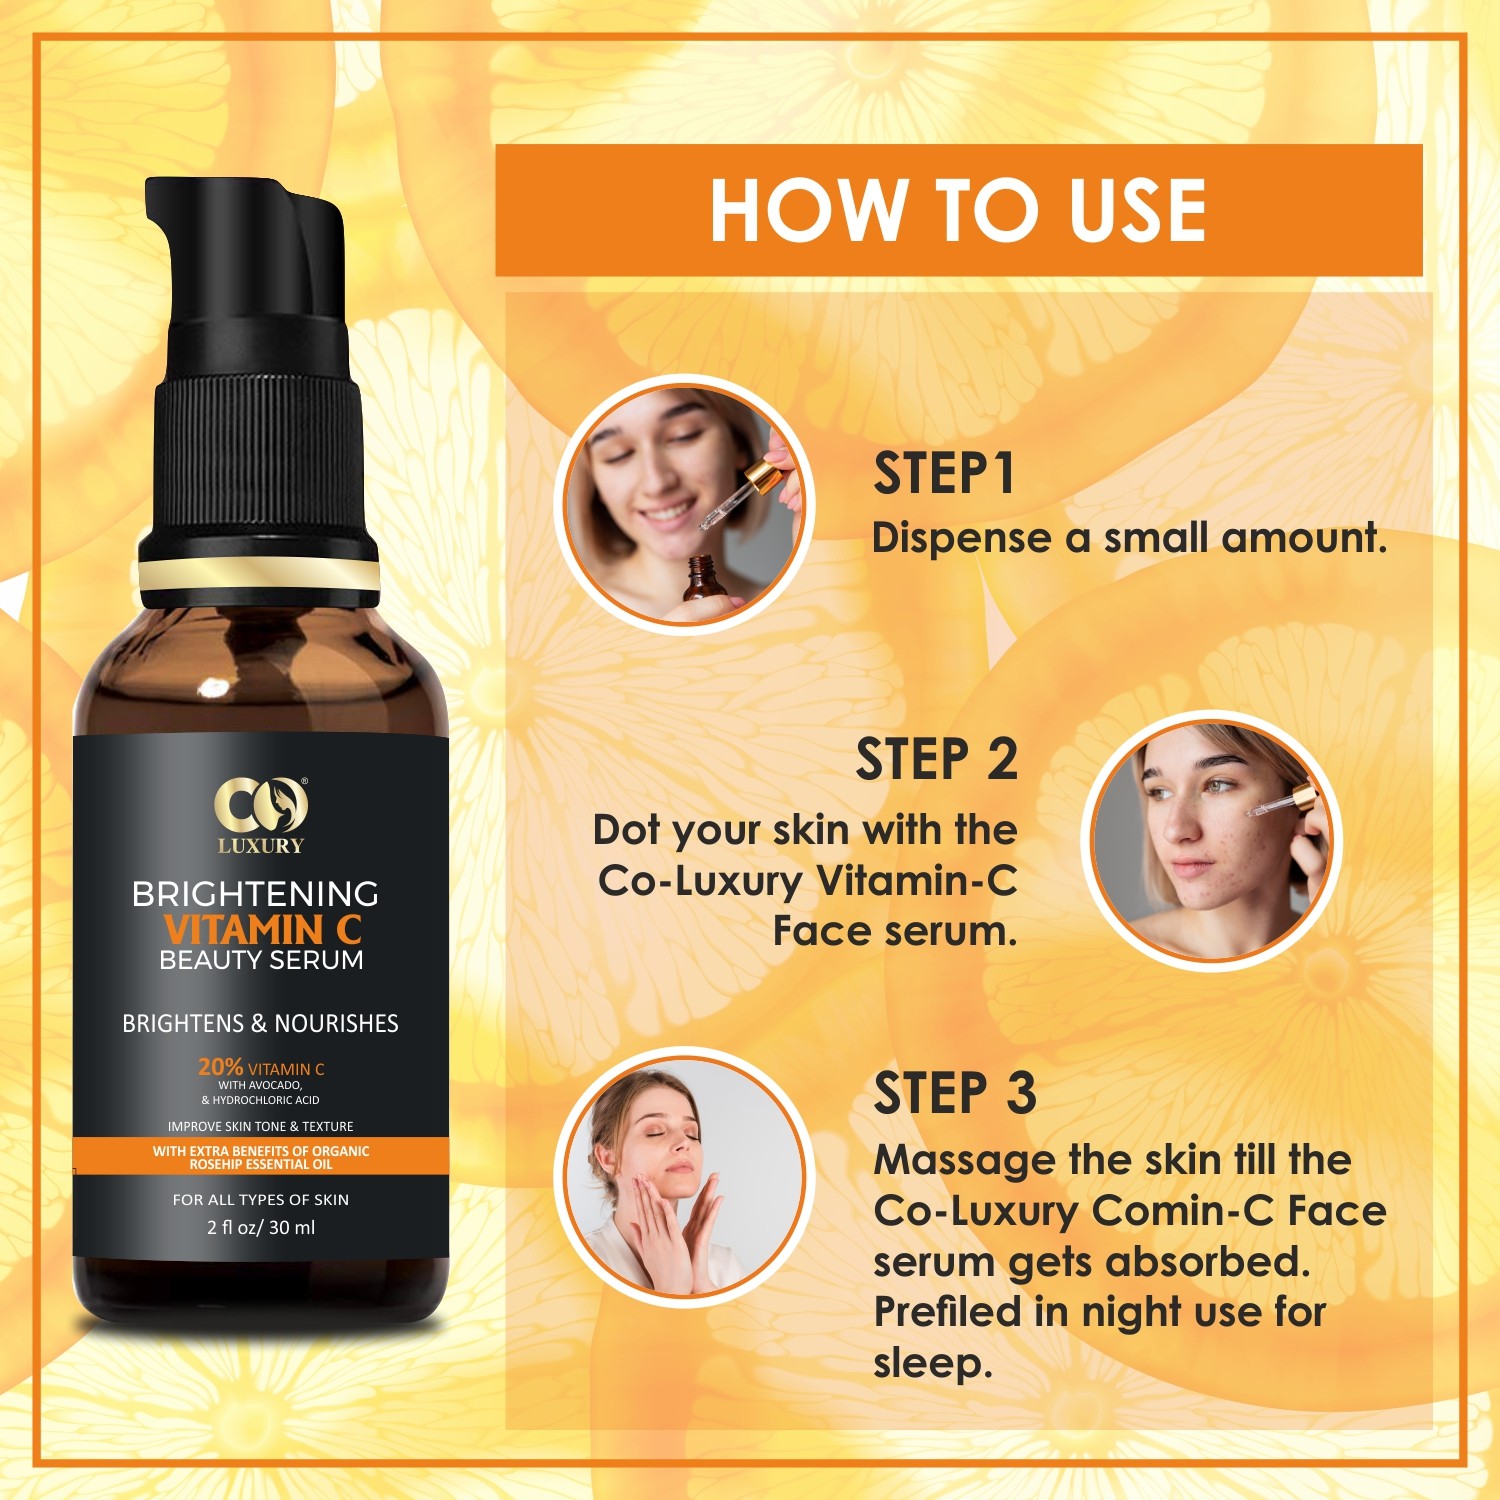 HOW TO USE
STEP1
Dispense a small amount.
STEP 2
Dot your skin with the
Co-Luxury Vitamin-C
Face serum.
STEP 3
Massage the skin till the
Co-Luxury Comin-C Face
serum gets absorbed.
Prefiled in night use for
sleep.
CO®
LUXURY
BRIGHTENING
VITAMIN C
BEAUTY SERUM
BRIGHTENS & NOURISHES
20% VITAMIN C
WITH AVOCADO,
& HYDROCHLORIC ACID
IMPROVE SKIN TONE & TEXTURE
WITH EXTRA BENEFITS OF ORGANIC
ROSEHIP ESSENTIAL OIL
FOR ALL TYPES OF SKIN
2 fl oz/ 30 ml